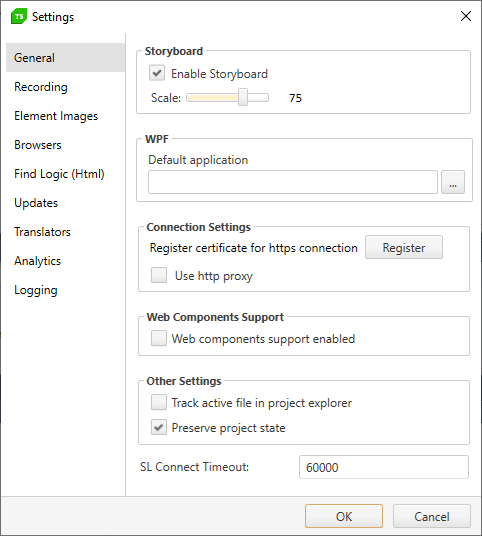 TS Settings
General
Recording
Element Images
Browsers
Find Logic (Html)
Updates
Translators
Analytics
Logging
Storyboard
Enable Storyboard
Scale: 75
WPF
Default application
...
Connection Settings
Register certificate for https connection Register
Use http proxy
Web Components Support
Web components support enabled
Other Settings
Track active file in project explorer
Preserve project state
SL Connect Timeout: 60000
OK Cancel